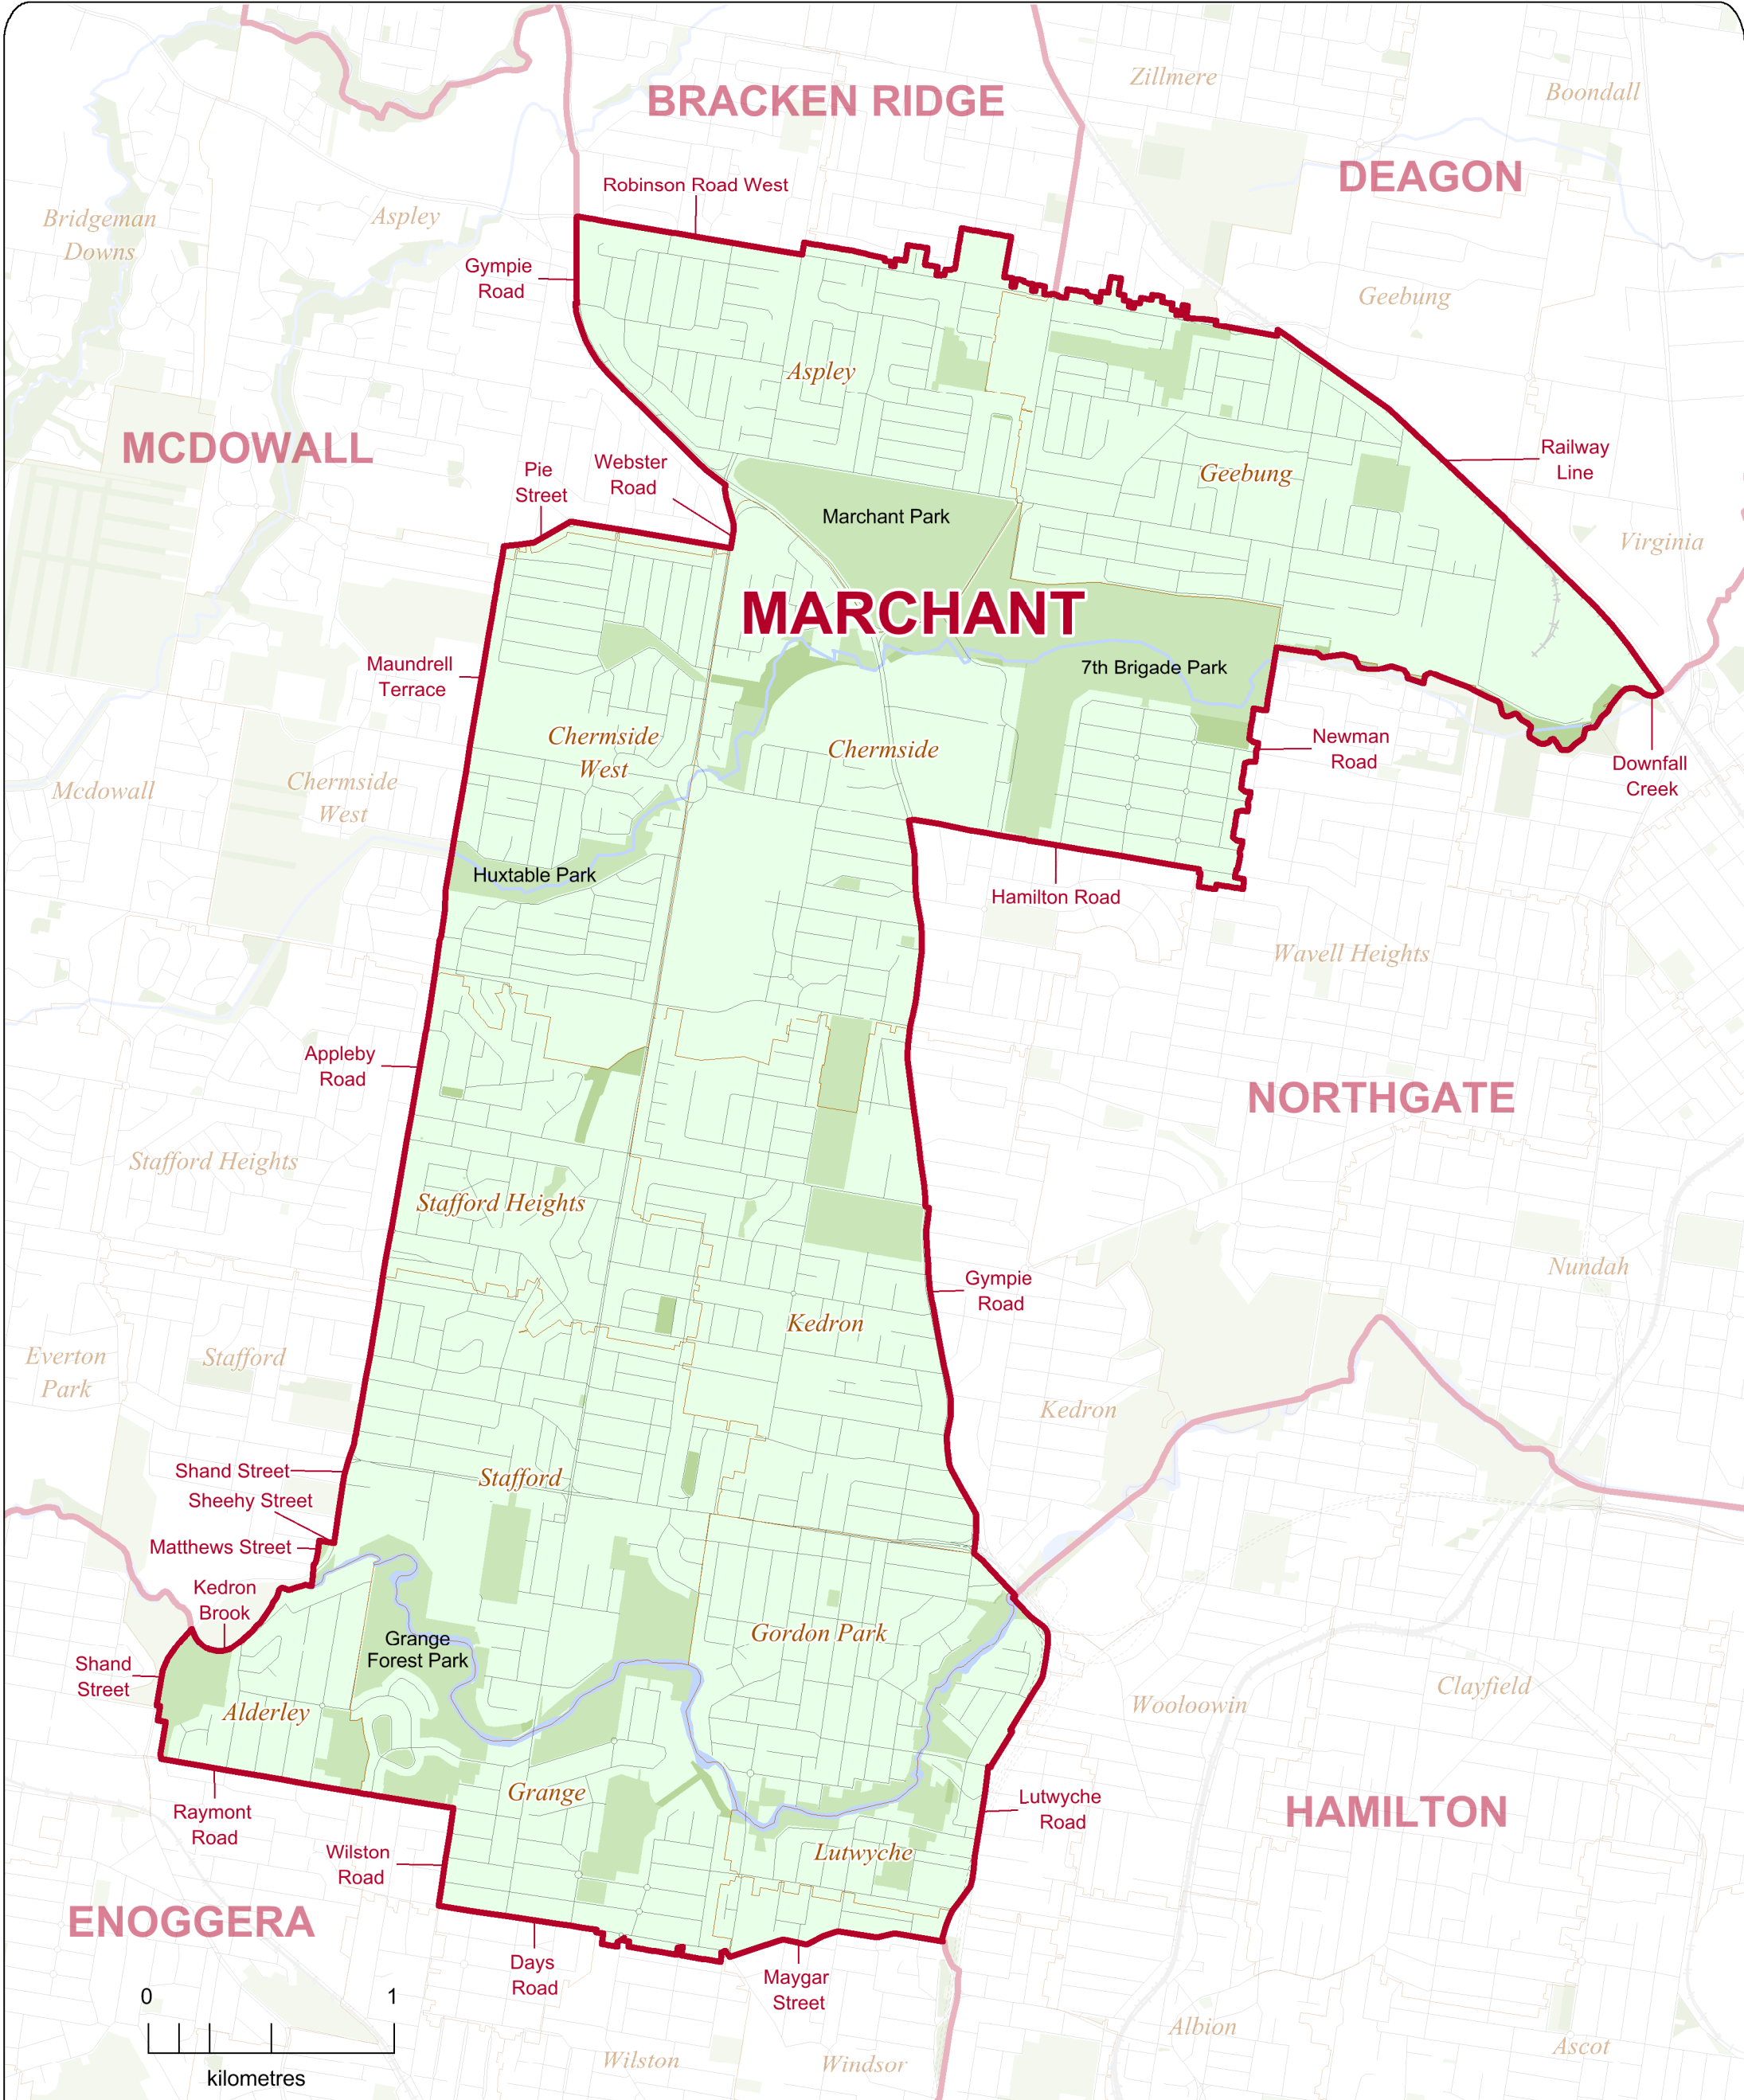 Zillmere
Boondall
BRACKEN RIDGE
DEAGON
Robinson Road West
Bridgeman
Downs
Aspley
Gympie
Road
Geebung
Aspley
MCDOWALL
Pie
Street
Webster
Road
Geebung
Railway
Line
Marchant Park
Virginia
MARCHANT
Maundrell
Terrace
7th Brigade Park
Chermside
West
Chermside
Newman
Road
Downfall
Creek
Mcdowall
Chermside
West
Huxtable Park
Hamilton Road
Wavell Heights
Appleby
Road
NORTHGATE
Stafford Heights
Stafford Heights
Nundah
Gympie
Road
Kedron
Everton
Park
Stafford
Kedron
Shand Street
Stafford
Sheehy Street
Matthews Street
Kedron
Brook
Grange
Forest Park
Gordon Park
Shand
Street
Alderley
Wooloowin
Clayfield
Grange
Raymont
Road
Lutwyche
Road
HAMILTON
Wilston
Road
Lutwyche
ENOGGERA
Days
Road
Maygar
Street
0 1
kilometres
Albion
Wilston
Windsor
Ascot